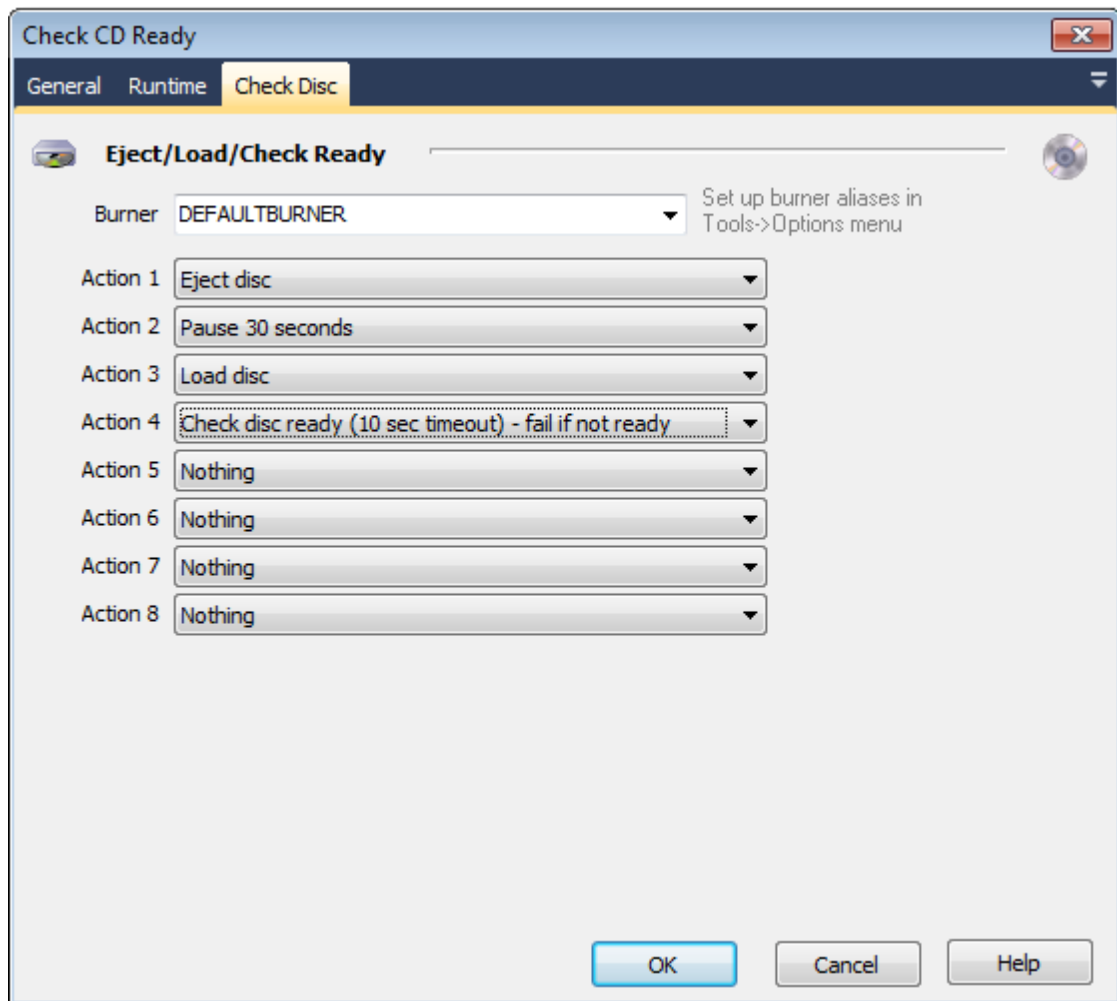 Check CD Ready
General Runtime Check Disc
Eject/Load/Check Ready
Burner DEFAULTBURNER
Set up burner aliases in
Tools->Options menu
Action 1 Eject disc
Action 2 Pause 30 seconds
Action 3 Load disc
Action 4 Check disc ready (10 sec timeout) - fail if not ready
Action 5 Nothing
Action 6 Nothing
Action 7 Nothing
Action 8 Nothing
OK Cancel Help